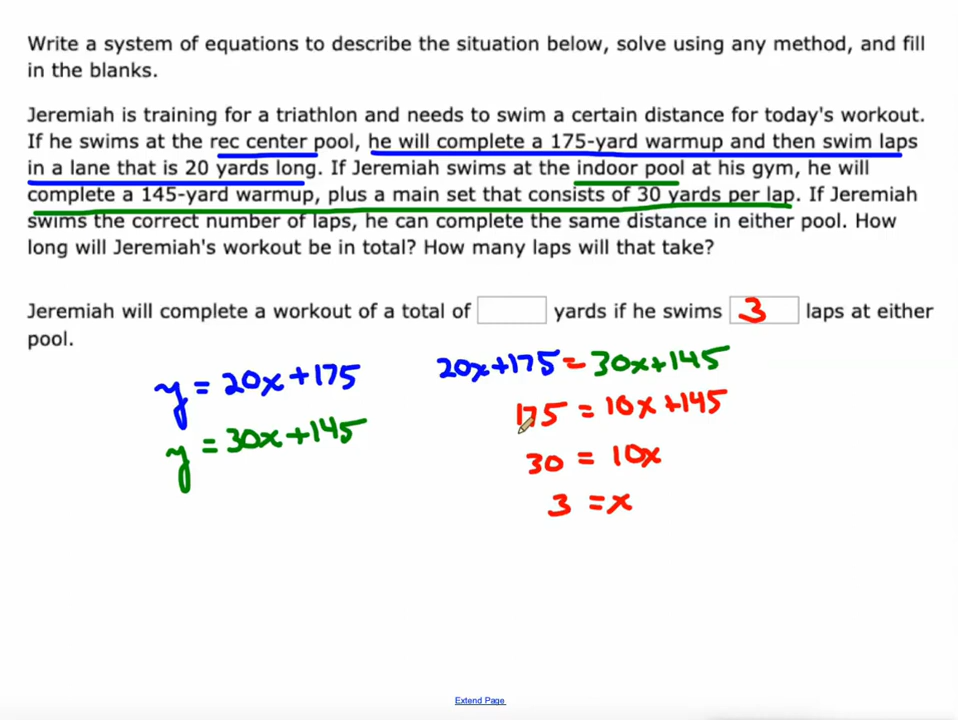 Write a system of equations to describe the situation below, solve using any method, and fill
in the blanks.
Jeremiah is training for a triathlon and needs to swim a certain distance for today's workout.
If he swims at the rec center pool, he will complete a 175-yard warmup and then swim laps
in a lane that is 20 yards long. If Jeremiah swims at the indoor pool at his gym, he will
complete a 145-yard warmup, plus a main set that consists of 30 yards per lap. If Jeremiah
swims the correct number of laps, he can complete the same distance in either pool. How
long will Jeremiah's workout be in total? How many laps will that take?
Jeremiah will complete a workout of a total of yards if he swims 3 laps at either
pool.
y = 20x+175
y = 30x+145
20x+175 = 30x+145
175 = 10x+145
30 = 10x
3 = x
Extend Page